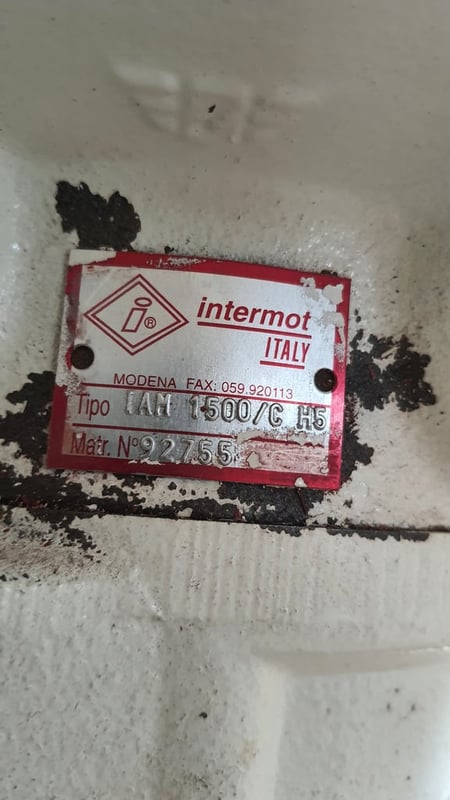 i®
intermot
ITALY
MODENA FAX: 059.920113
Tipo IAM 1500/C H5
Matr. N° 92755